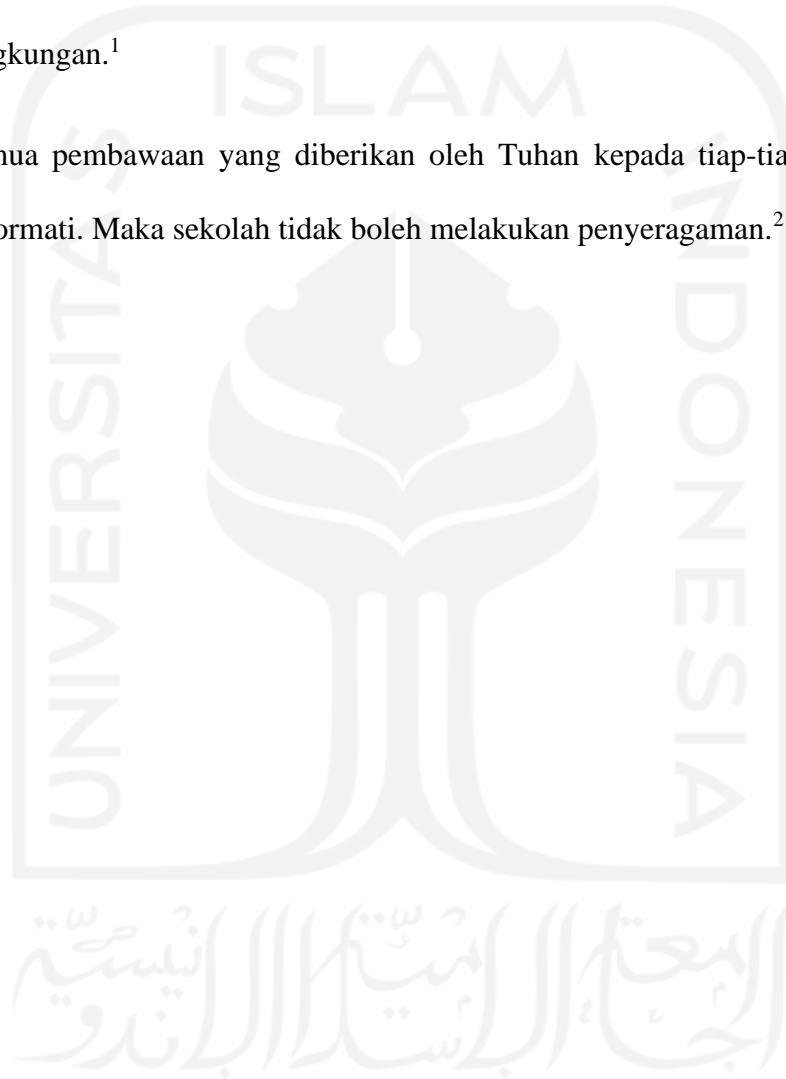 gkungan.¹
ua pembawaan yang diberikan oleh Tuhan kepada tiap-tia
ormati. Maka sekolah tidak boleh melakukan penyeragaman.²
ISLAM
UNIVERSITAS
INDONESIA